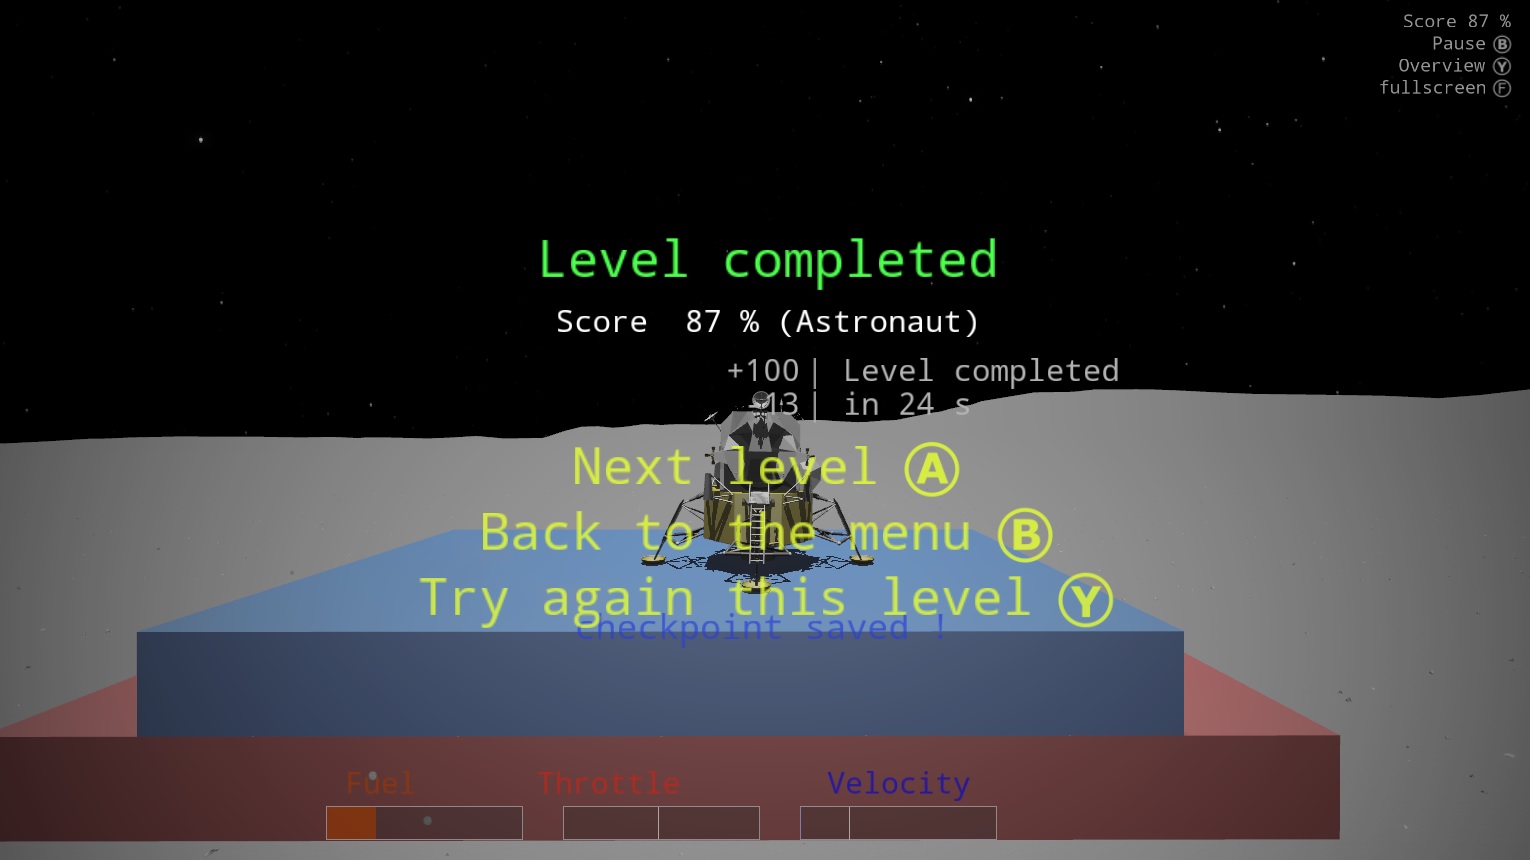 Score 87 %
Pause B
Overview Y
fullscreen F
Level completed
Score  87 % (Astronaut)
+100| Level completed
-13| in 24 s
Next level A
Back to the menu B
Try again this level Y
checkpoint saved !
Fuel Throttle Velocity